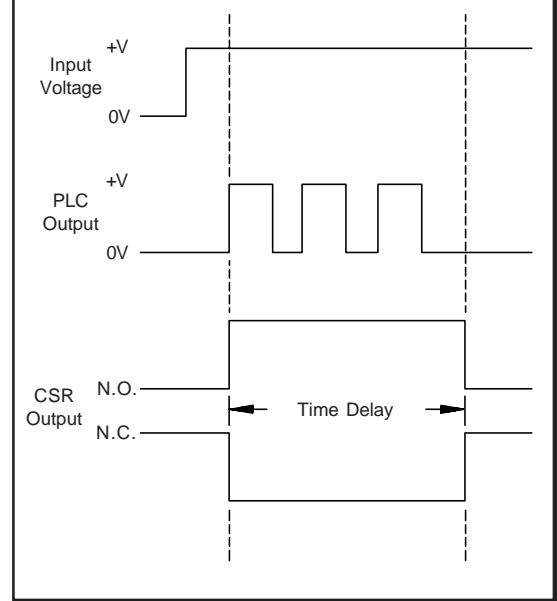 +V
Input
Voltage
0V
+V
PLC
Output
0V
CSR
Output
N.O.
N.C.
Time Delay